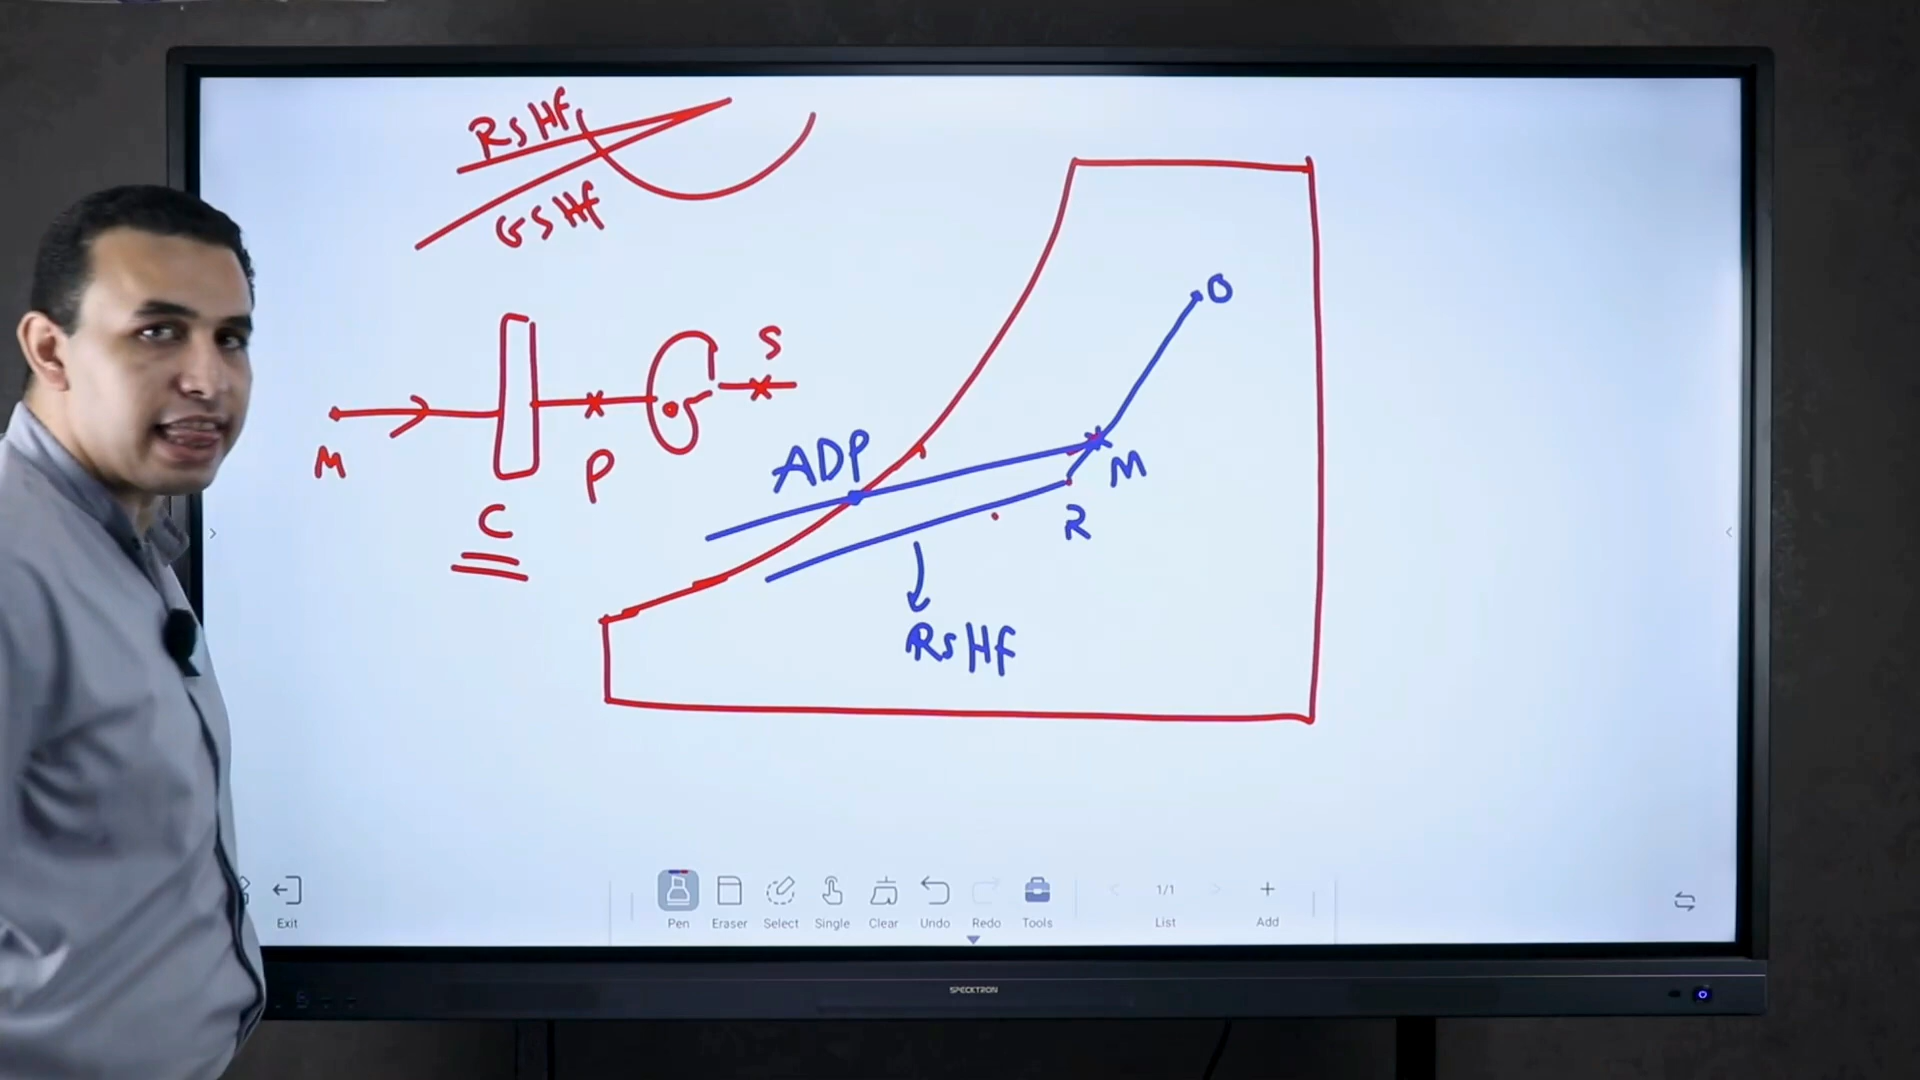 RSHF
GSHF
M
C
P
S
ADP
O
M
R
RSHF
Exit
Pen
Eraser
Select
Single
Clear
Undo
Redo
Tools
1/1
List
Add
SPECKTRON